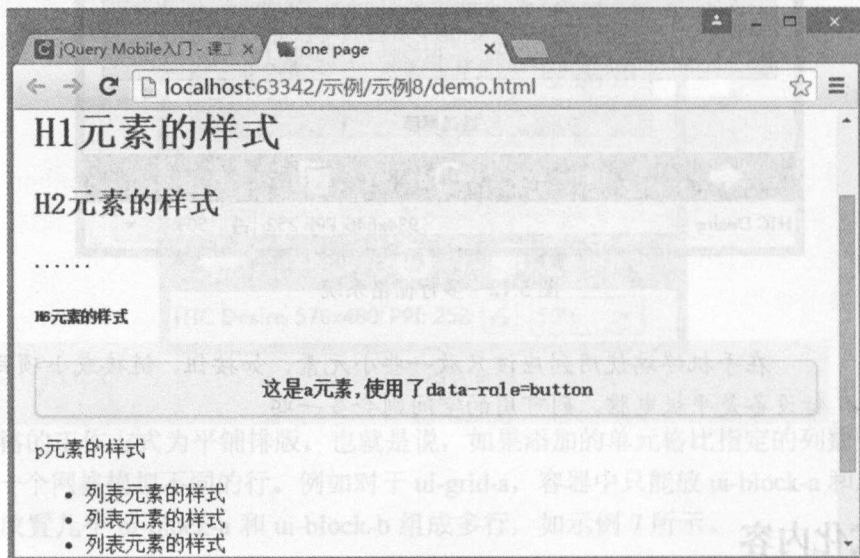 jQuery Mobile入门 - 课工
one page
localhost:63342/示例/示例8/demo.html
H1元素的样式
H2元素的样式
......
H6元素的样式
这是a元素,使用了data-role=button
p元素的样式
• 列表元素的样式
• 列表元素的样式
• 列表元素的样式